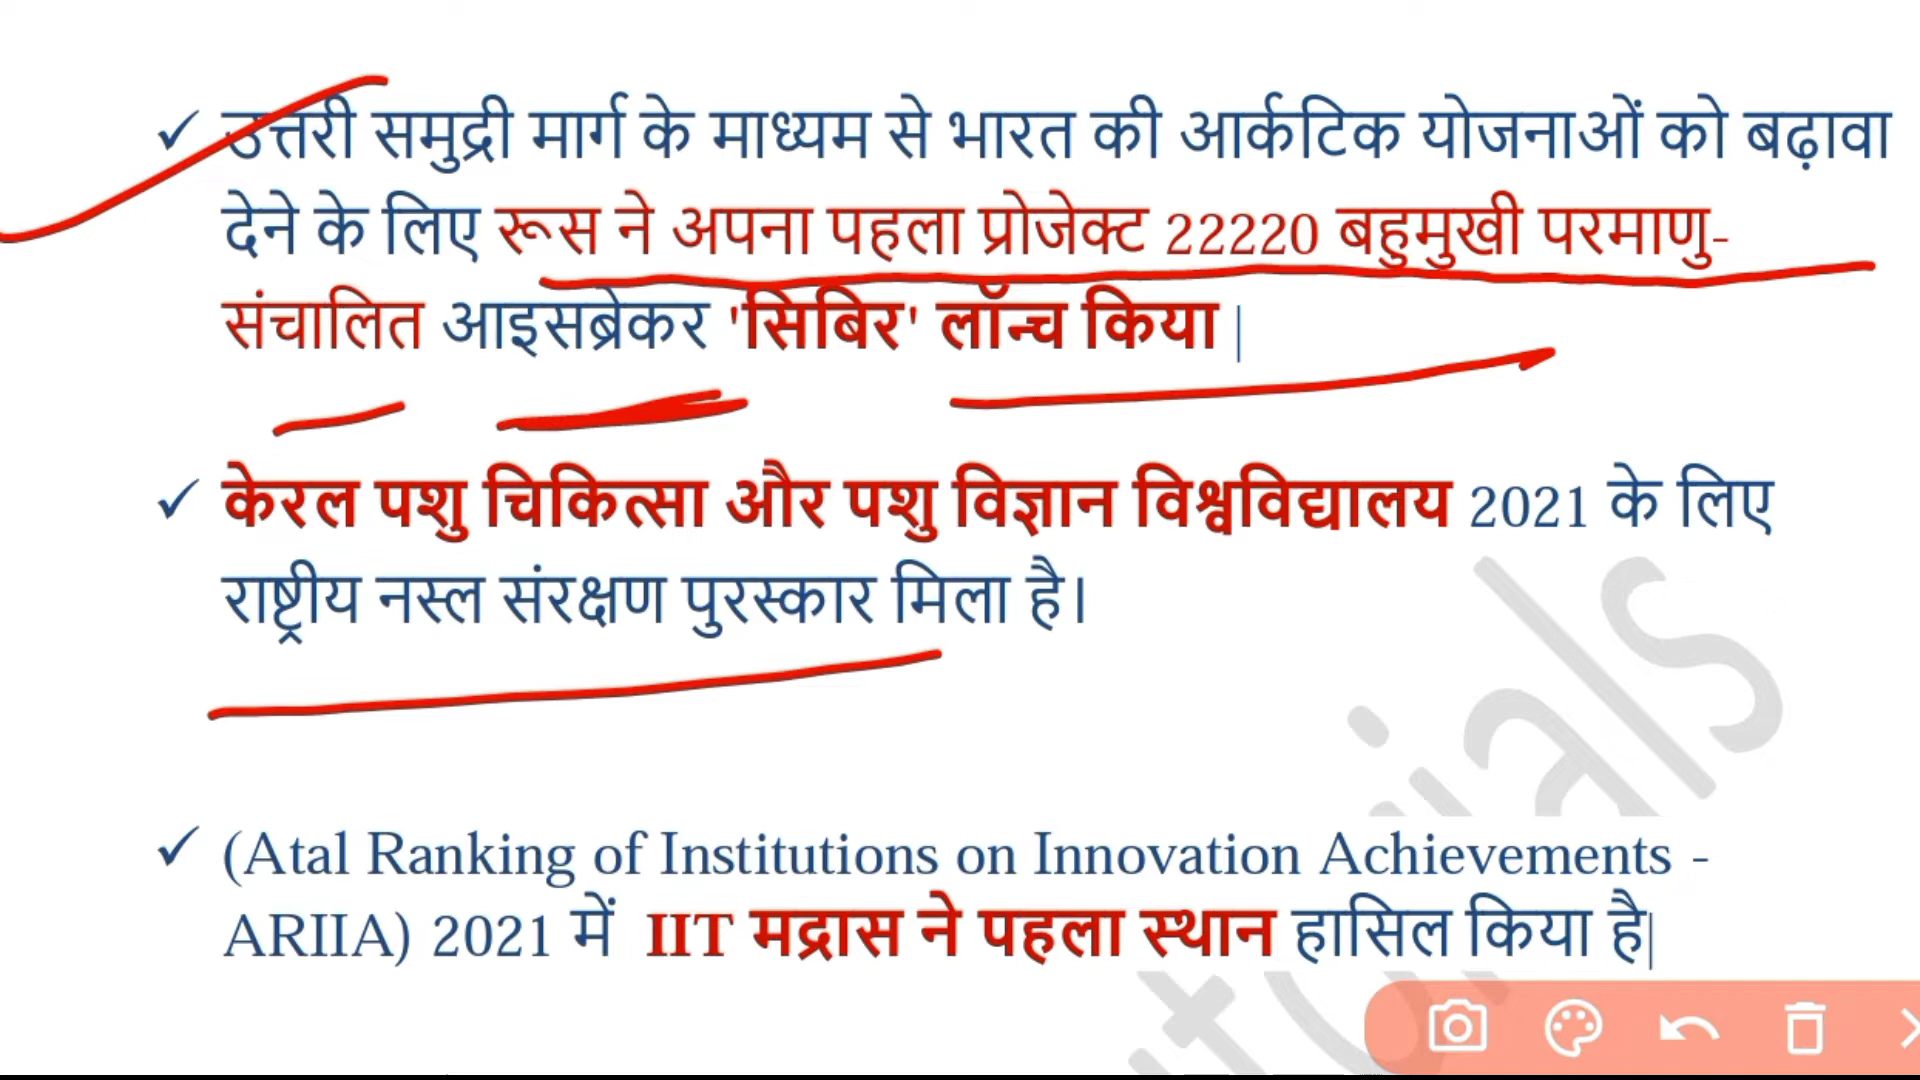 ✓ उत्तरी समुद्री मार्ग के माध्यम से भारत की आर्कटिक योजनाओं को बढ़ावा
देने के लिए रूस ने अपना पहला प्रोजेक्ट 22220 बहुमुखी परमाणु-
संचालित आइसब्रेकर 'सिबिर' लॉन्च किया |
✓ केरल पशु चिकित्सा और पशु विज्ञान विश्वविद्यालय 2021 के लिए
राष्ट्रीय नस्ल संरक्षण पुरस्कार मिला है।
✓ (Atal Ranking of Institutions on Innovation Achievements -
ARIIA) 2021 में IIT मद्रास ने पहला स्थान हासिल किया है|